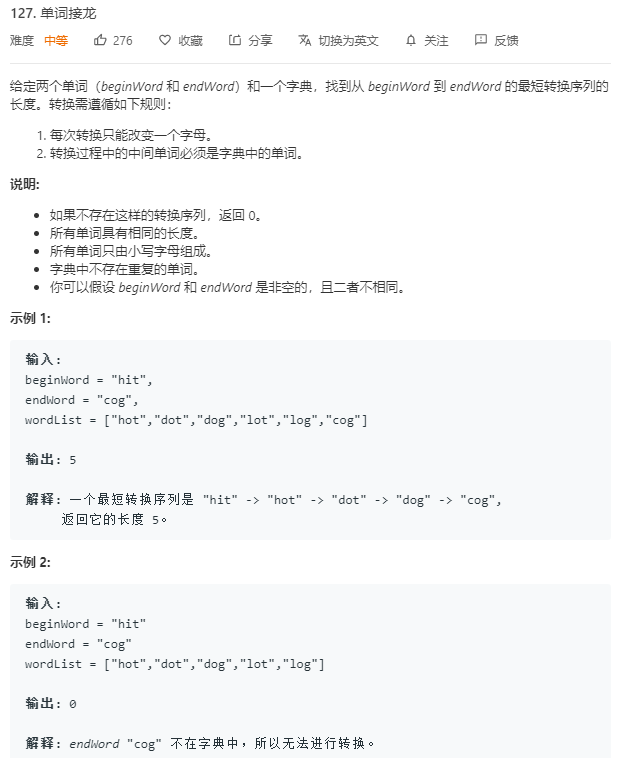 127. 单词接龙
难度 中等 276 收藏 分享 切换为英文 关注 反馈
给定两个单词（beginWord 和 endWord）和一个字典，找到从 beginWord 到 endWord 的最短转换序列的
长度。转换需遵循如下规则：
1. 每次转换只能改变一个字母。
2. 转换过程中的中间单词必须是字典中的单词。
说明:
• 如果不存在这样的转换序列，返回 0。
• 所有单词具有相同的长度。
• 所有单词只由小写字母组成。
• 字典中不存在重复的单词。
• 你可以假设 beginWord 和 endWord 是非空的，且二者不相同。
示例 1:
输入:
beginWord = "hit",
endWord = "cog",
wordList = ["hot","dot","dog","lot","log","cog"]
输出: 5
解释: 一个最短转换序列是 "hit" -> "hot" -> "dot" -> "dog" -> "cog",
返回它的长度 5。
示例 2:
输入:
beginWord = "hit"
endWord = "cog"
wordList = ["hot","dot","dog","lot","log"]
输出: 0
解释: endWord "cog" 不在字典中，所以无法进行转换。